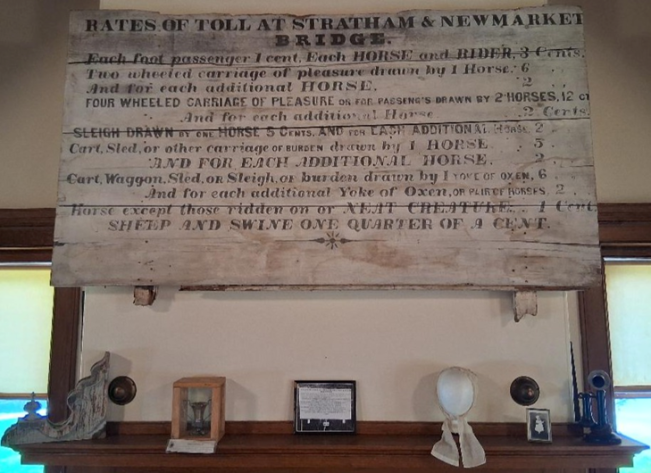 RATES OF TOLL AT STRATHAM & NEWMARKET
BRIDGE.
Each foot passenger 1 cent. Each HORSE and RIDER, 3 Cents.
Two wheeled carriage of pleasure drawn by 1 Horse. 6
And for each additional HORSE. 2
FOUR WHEELED CARRIAGE OF PLEASURE OR FOR PASSENG'S DRAWN BY 2 HORSES, 12 ct
And for each additional Horse 2 Cents
SLEIGH DRAWN BY ONE HORSE 5 CENTS. AND FOR EACH ADDITIONAL HORSE 2
Cart, Sled, or other carriage OF BURDEN drawn by 1 HORSE 5
AND FOR EACH ADDITIONAL HORSE. 2
Cart, Waggon, Sled, or Sleigh, or burden drawn by 1 YOKE OF OXEN, 6
And for each additional Yoke of Oxen, OR PEIR OF HORSES. 2
Horse except those ridden on or NEAT CREATURE. 1 Cent
SHEEP AND SWINE ONE QUARTER OF A CENT.